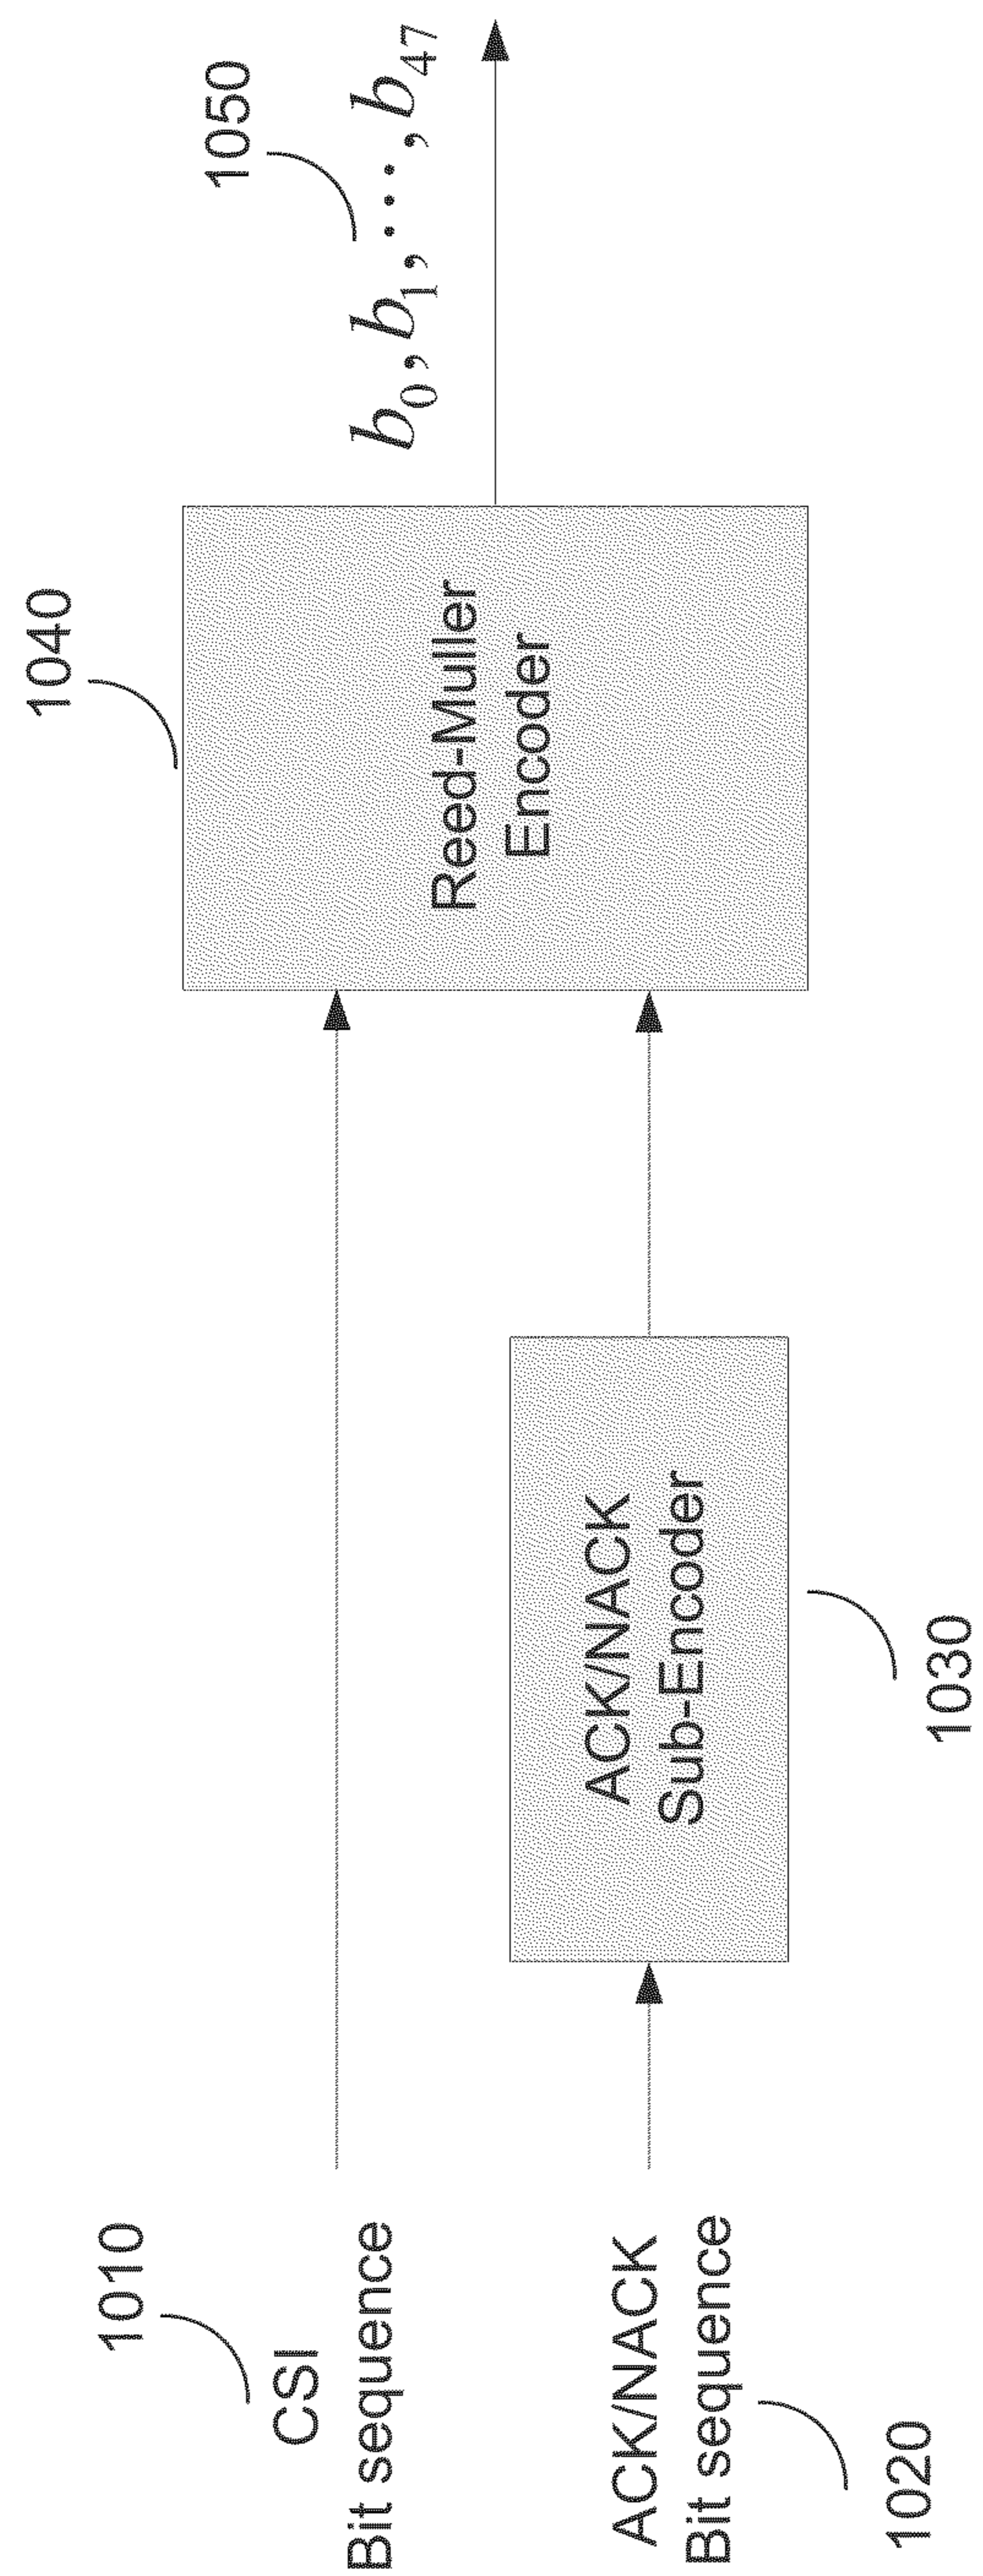 1010
CSI
Bit sequence
ACK/NACK
Bit sequence
1020
ACK/NACK
Sub-Encoder
1030
1040
Reed-Muller
Encoder
1050
b₀, b₁, ⋯, b₄₇